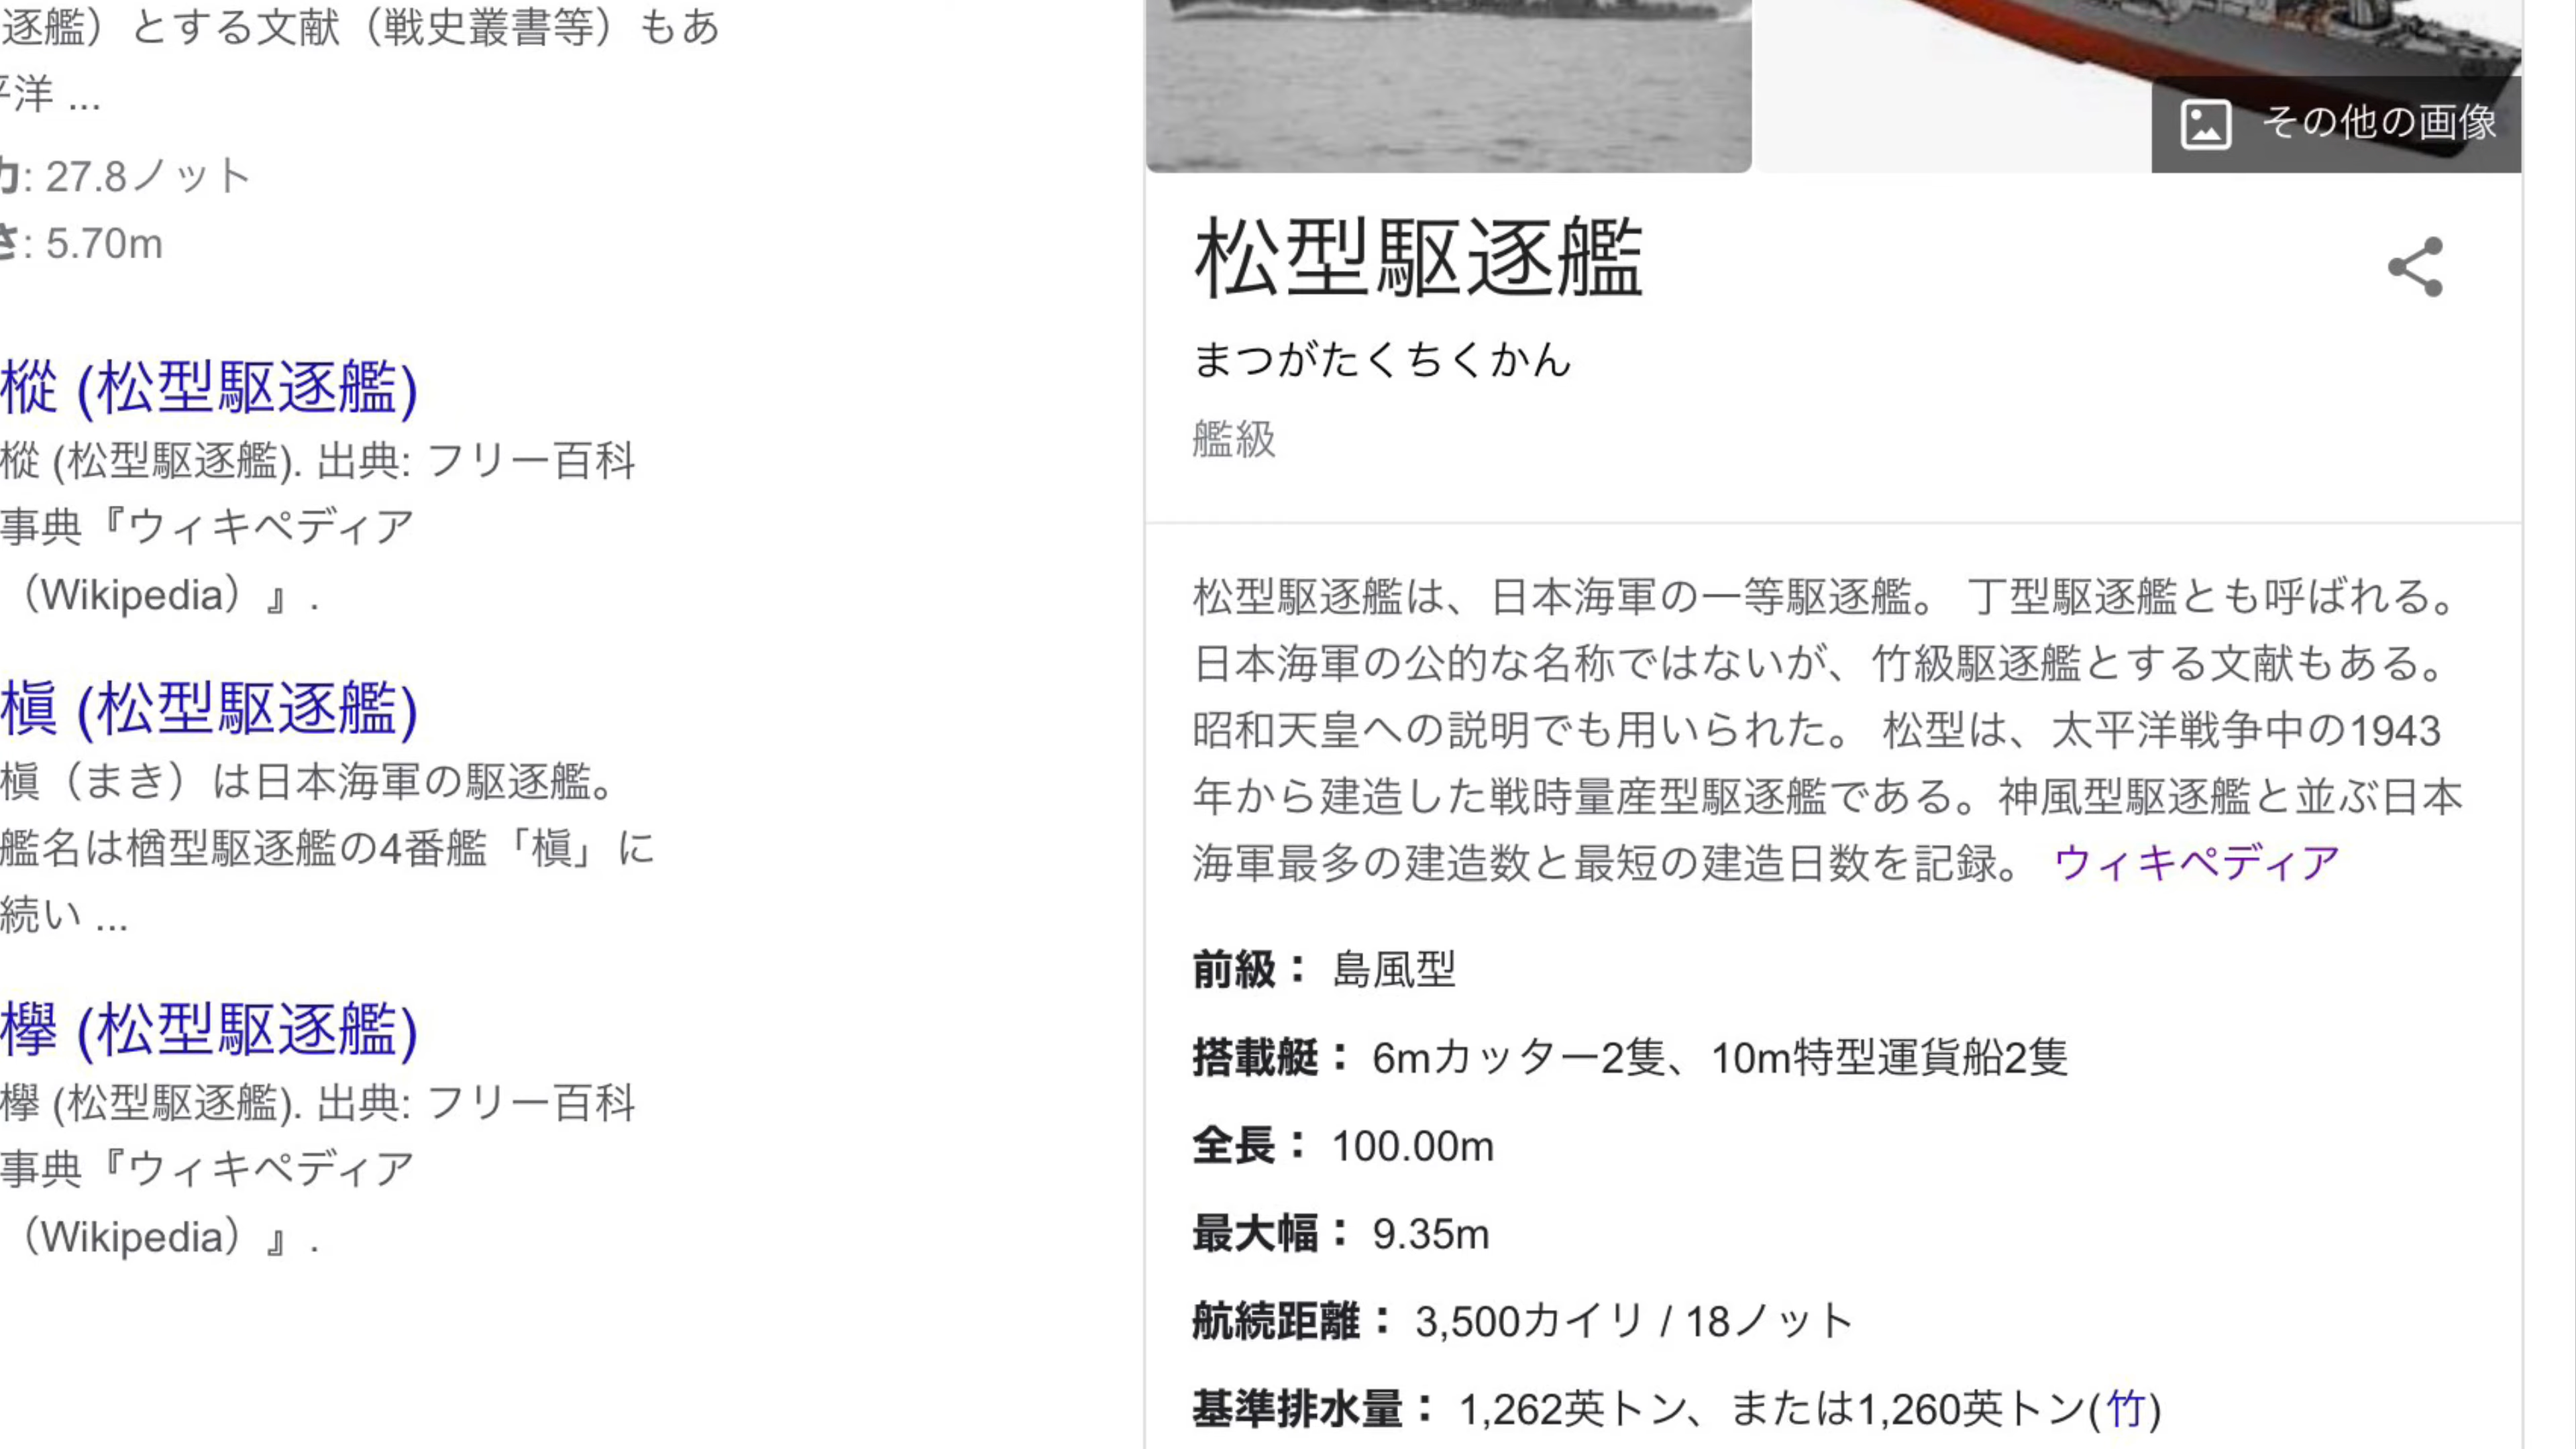 逐艦）とする文献（戦史叢書等）もあ
平洋 ...
力: 27.8ノット
さ: 5.70m
樅 (松型駆逐艦)
樅 (松型駆逐艦). 出典: フリー百科
事典『ウィキペディア
（Wikipedia）』.
槇 (松型駆逐艦)
槇（まき）は日本海軍の駆逐艦。
艦名は楢型駆逐艦の4番艦「槇」に
続い ...
欅 (松型駆逐艦)
欅 (松型駆逐艦). 出典: フリー百科
事典『ウィキペディア
（Wikipedia）』.
その他の画像
松型駆逐艦
まつがたくちくかん
艦級
松型駆逐艦は、日本海軍の一等駆逐艦。 丁型駆逐艦とも呼ばれる。
日本海軍の公的な名称ではないが、竹級駆逐艦とする文献もある。
昭和天皇への説明でも用いられた。 松型は、太平洋戦争中の1943
年から建造した戦時量産型駆逐艦である。神風型駆逐艦と並ぶ日本
海軍最多の建造数と最短の建造日数を記録。 ウィキペディア
前級： 島風型
搭載艇： 6mカッター2隻、10m特型運貨船2隻
全長： 100.00m
最大幅： 9.35m
航続距離： 3,500カイリ / 18ノット
基準排水量： 1,262英トン、または1,260英トン(竹)